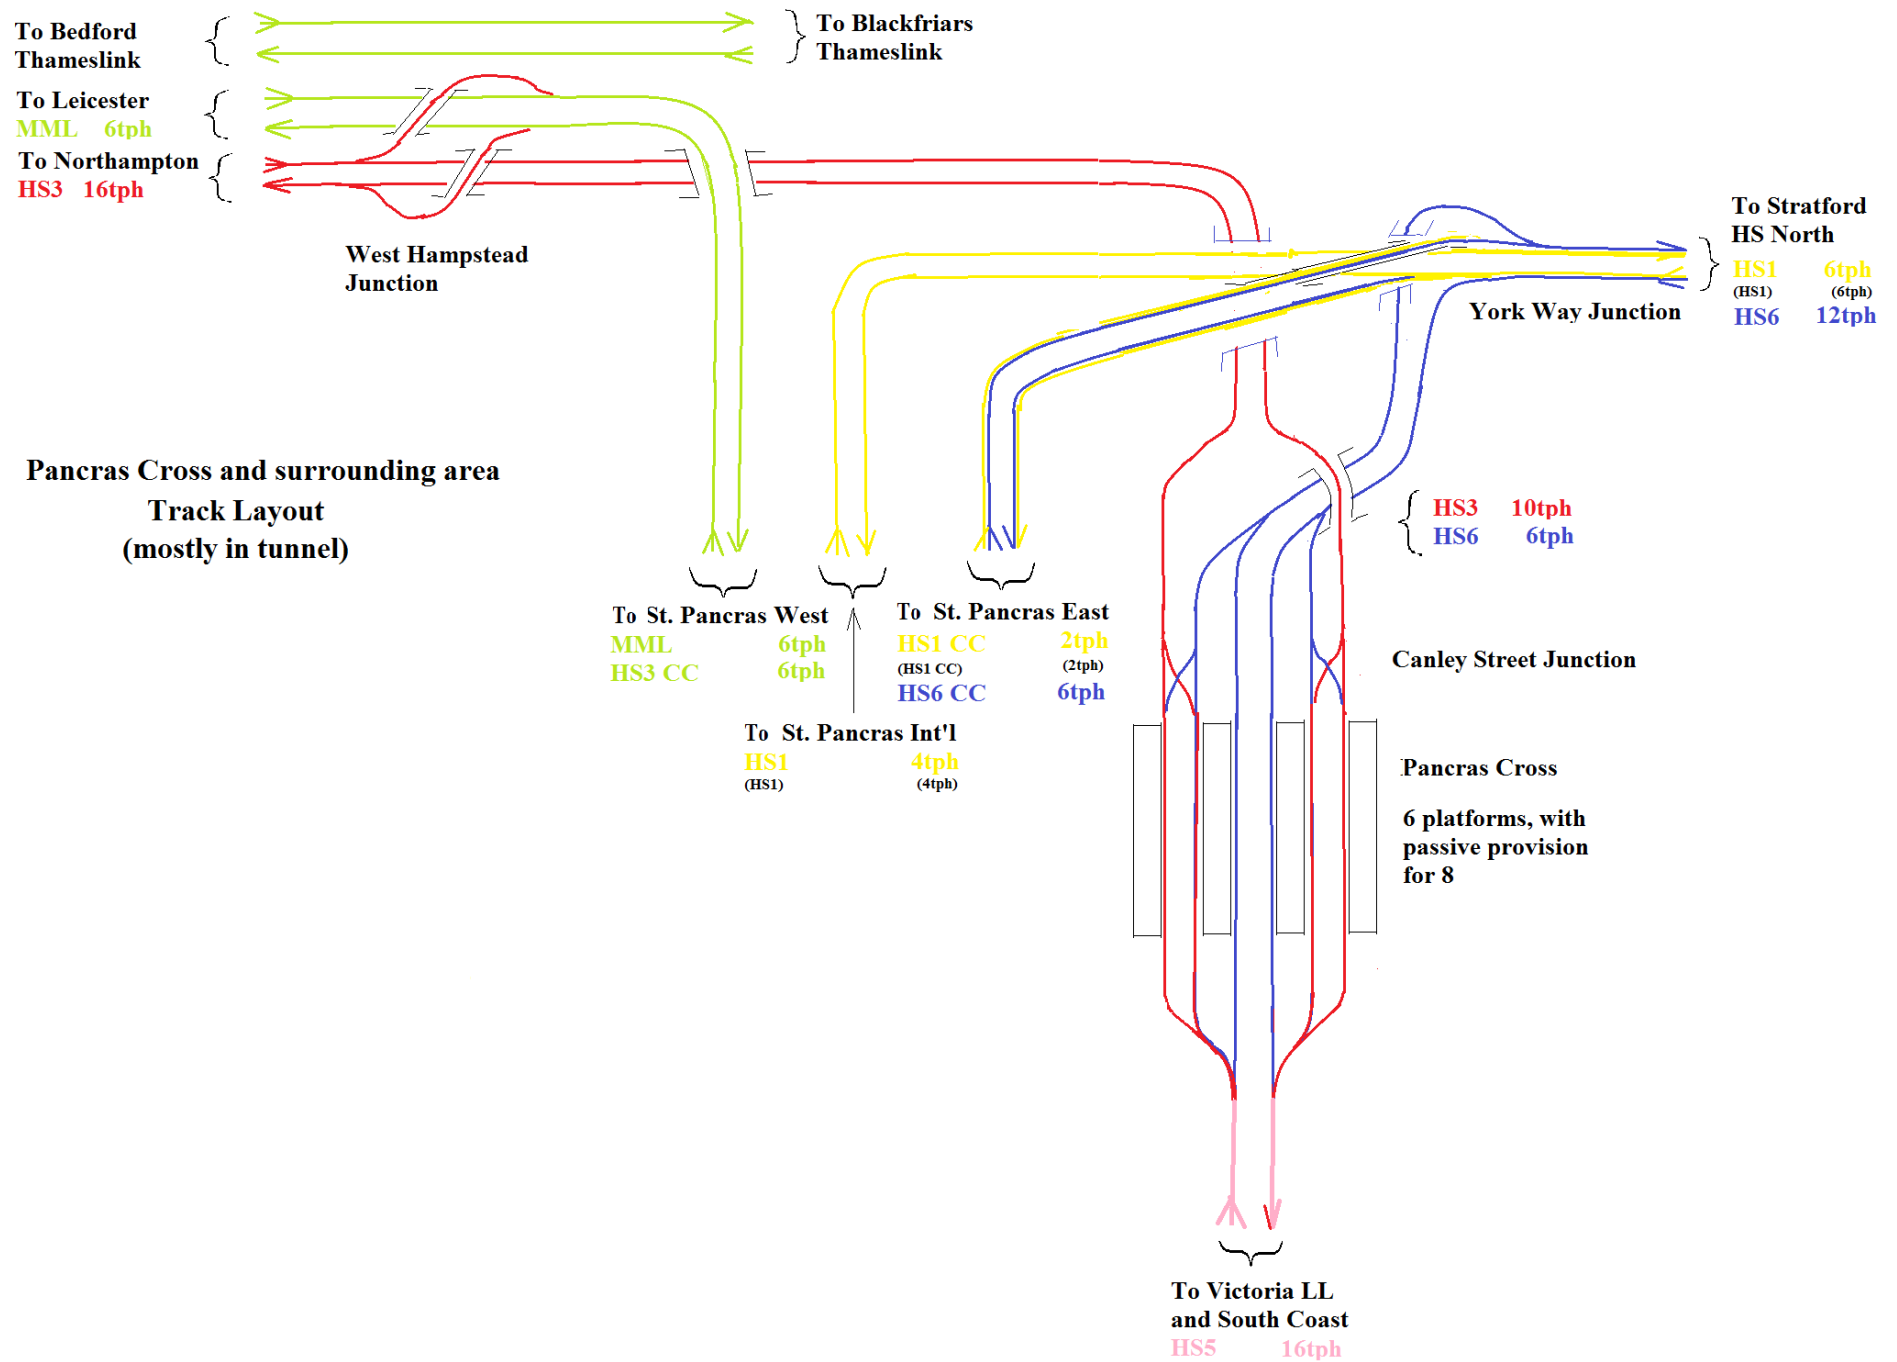 To Bedford
Thameslink
To Blackfriars
Thameslink
To Leicester
MML 6tph
To Northampton
HS3 16tph
West Hampstead
Junction
To Stratford
HS North
HS1 6tph
(HS1) (6tph)
HS6 12tph
York Way Junction
Pancras Cross and surrounding area
Track Layout
(mostly in tunnel)
HS3 10tph
HS6 6tph
To St. Pancras West
MML 6tph
HS3 CC 6tph
To St. Pancras East
HS1 CC 2tph
(HS1 CC) (2tph)
HS6 CC 6tph
To St. Pancras Int'l
HS1 4tph
(HS1) (4tph)
Canley Street Junction
Pancras Cross
6 platforms, with
passive provision
for 8
To Victoria LL
and South Coast
HS5 16tph